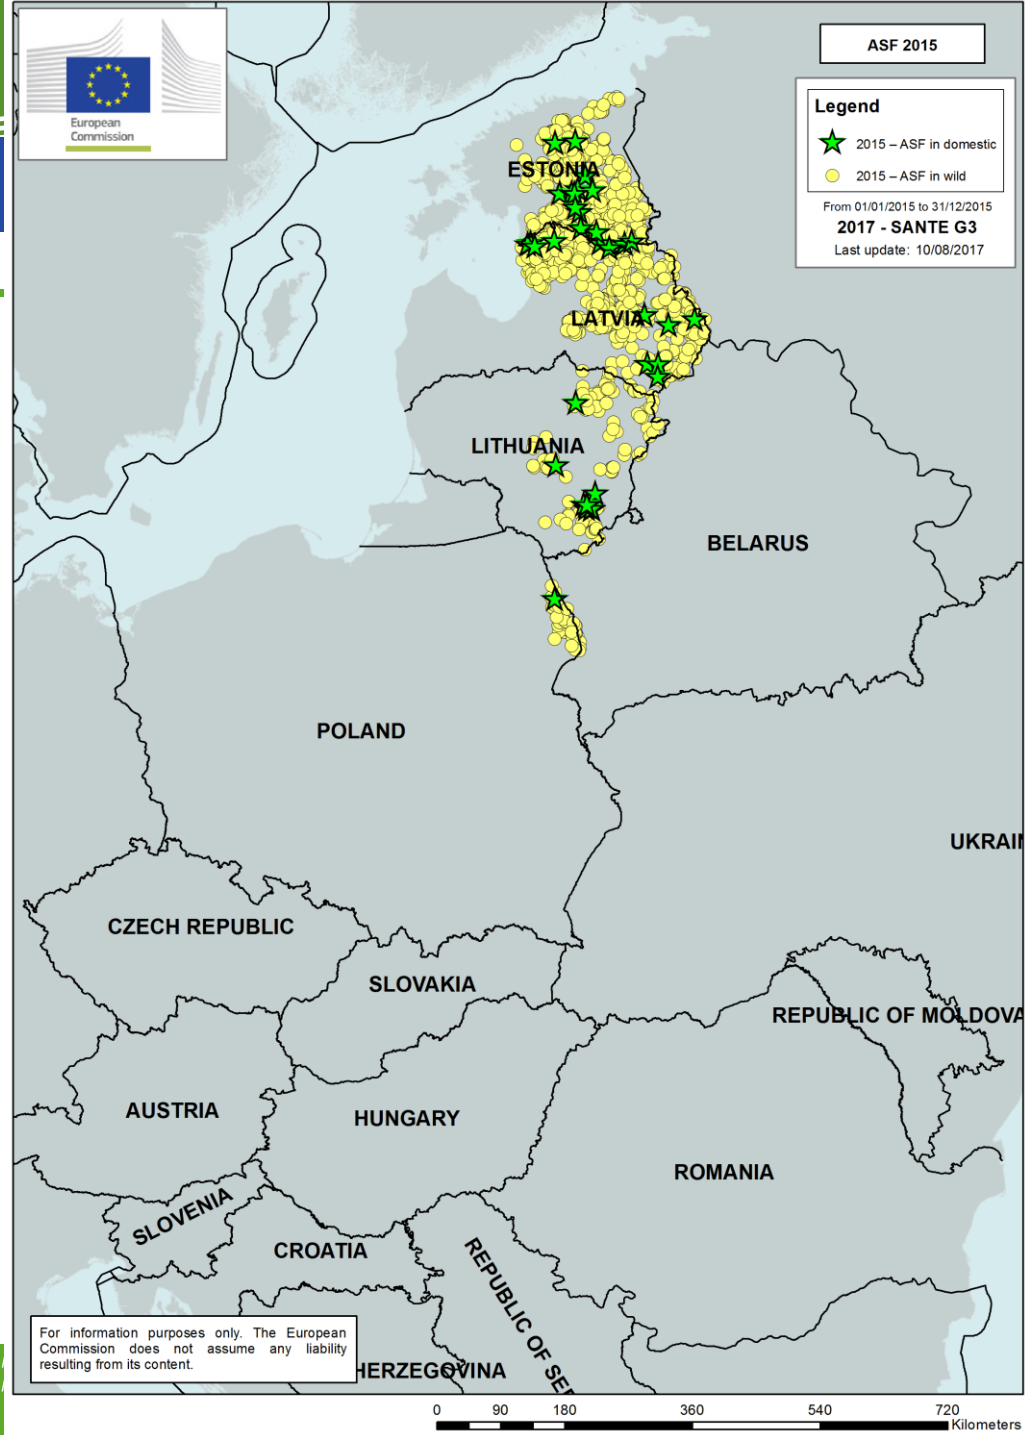 European
Commission
ASF 2015
Legend
2015 – ASF in domestic
2015 – ASF in wild
From 01/01/2015 to 31/12/2015
2017 - SANTE G3
Last update: 10/08/2017
ESTONIA
LATVIA
LITHUANIA
BELARUS
POLAND
UKRAI
CZECH REPUBLIC
SLOVAKIA
REPUBLIC OF MOLDOVA
AUSTRIA
HUNGARY
ROMANIA
SLOVENIA
CROATIA
REPUBLIC OF SER
HERZEGOVINA
For information purposes only. The European
Commission does not assume any liability
resulting from its content.
0 90 180 360 540 720
Kilometers